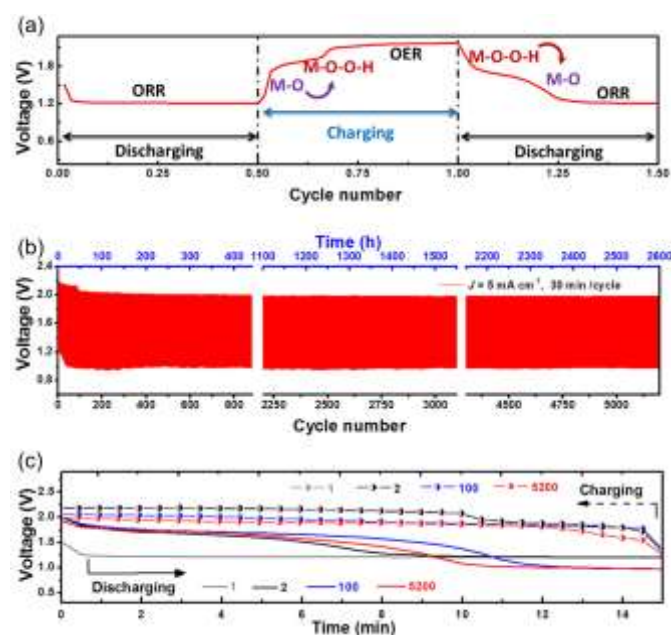 (a)
Voltage (V)
1.8
1.2
0.6
ORR
M-O
M-O-O-H
OER
M-O-O-H
M-O
ORR
Discharging
Charging
Discharging
0.00 0.25 0.50 0.75 1.00 1.25 1.50
Cycle number
(b)
Time (h)
0 100 200 300 400 1100 1200 1300 1400 1500 2200 2300 2400 2500 2600
Voltage (V)
2.4
2.0
1.6
1.2
0.8
J = 5 mA cm⁻¹, 30 min /cycle
0 200 400 600 800 2250 2500 2750 3000 4500 4750 5000
Cycle number
(c)
Voltage (V)
2.5
2.0
1.5
1.0
0.5
1 2 100 5200
Charging
Discharging
1 2 100 5200
0 2 4 6 8 10 12 14
Time (min)